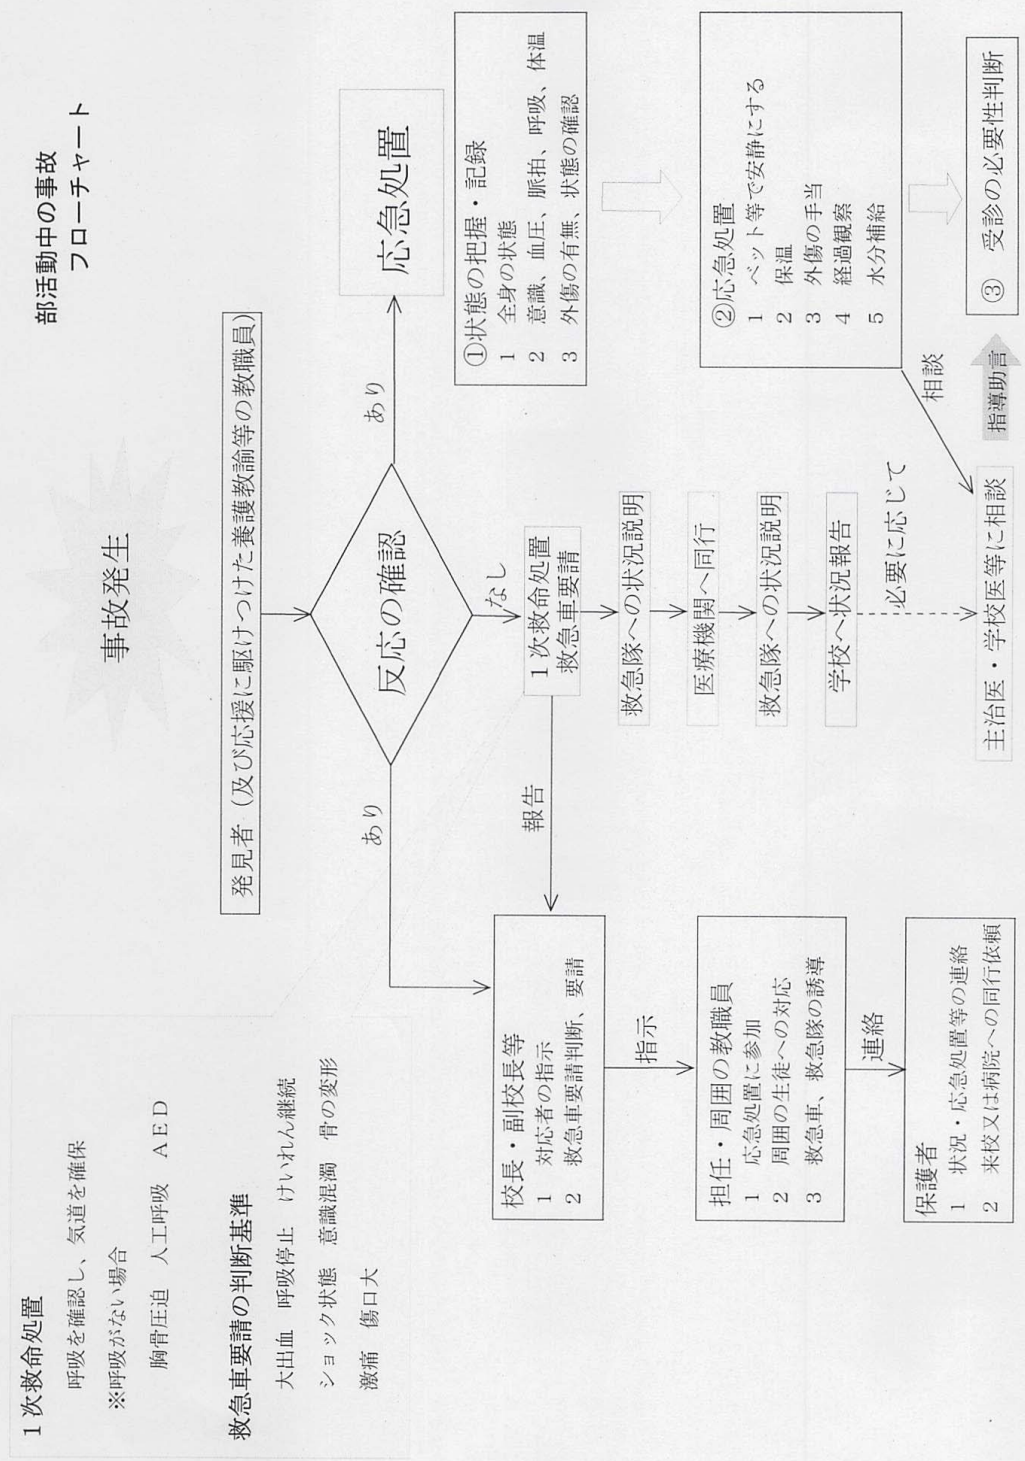 部活動中の事故
フローチャート
事故発生
1次救命処置
呼吸を確認し、気道を確保
※呼吸がない場合
胸骨圧迫 人工呼吸 AED
救急車要請の判断基準
大出血 呼吸停止 けいれん継続
ショック状態 意識混濁 骨の変形
激痛 傷口大
発見者(及び応援に駆けつけた養護教諭等の教職員)
反応の確認
あり
あり
なし
応急処置
1次救命処置
救急車要請
報告
校長・副校長等
1 対応者の指示
2 救急車要請判断、要請
指示
担任・周囲の教職員
1 応急処置に参加
2 周囲の生徒への対応
3 救急車、救急隊の誘導
連絡
保護者
1 状況・応急処置等の連絡
2 来校又は病院への同行依頼
救急隊への状況説明
医療機関へ同行
救急隊への状況説明
学校へ状況報告
必要に応じて
主治医・学校医等に相談
①状態の把握・記録
1 全身の状態
2 意識、血圧、脈拍、呼吸、体温
3 外傷の有無、状態の確認
②応急処置
1 ベット等で安静にする
2 保温
3 外傷の手当
4 経過観察
5 水分補給
相談
指導助言
③ 受診の必要性判断